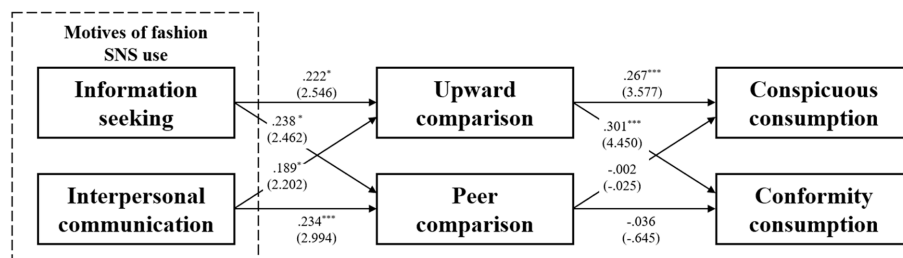 Motives of fashion
SNS use
Information
seeking
Interpersonal
communication
.222*
(2.546)
.238 *
(2.462)
.189*
(2.202)
.234***
(2.994)
Upward
comparison
Peer
comparison
.267***
(3.577)
.301***
(4.450)
-.002
(-.025)
-.036
(-.645)
Conspicuous
consumption
Conformity
consumption